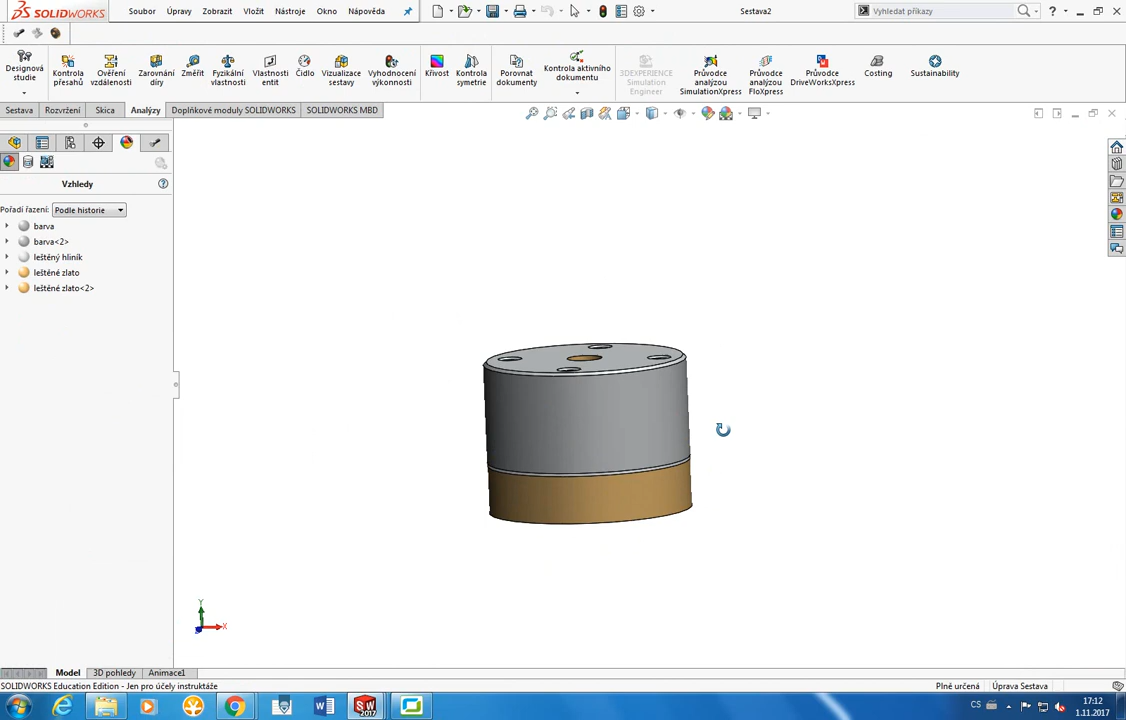 SOLIDWORKS
Soubor Úpravy Zobrazit Vložit Nástroje Okno Nápověda
Sestava2
Vyhledat příkazy
Designová studie
Kontrola přesahů
Ověření vzdáleností
Zarovnání díry
Změřit
Fyzikální vlastnosti
Vlastnosti entit
Čidlo
Vizualizace sestavy
Vyhodnocení výkonnosti
Křivost
Kontrola symetrie
Porovnat dokumenty
Kontrola aktivního dokumentu
3DEXPERIENCE Simulation Engineer
Průvodce analýzou SimulationXpress
Průvodce analýzou FloXpress
Průvodce DriveWorksXpress
Costing
Sustainability
Sestava Rozvržení Skica Analýzy Doplňkové moduly SOLIDWORKS SOLIDWORKS MBD
Vzhledy
Pořadí řazení: Podle historie
barva
barva<2>
leštěný hliník
leštěné zlato
leštěné zlato<2>
Y
X
Model 3D pohledy Animace1
SOLIDWORKS Education Edition - Jen pro účely instruktáže
Plně určená Úprava Sestava
CS 17:12
1.11.2017